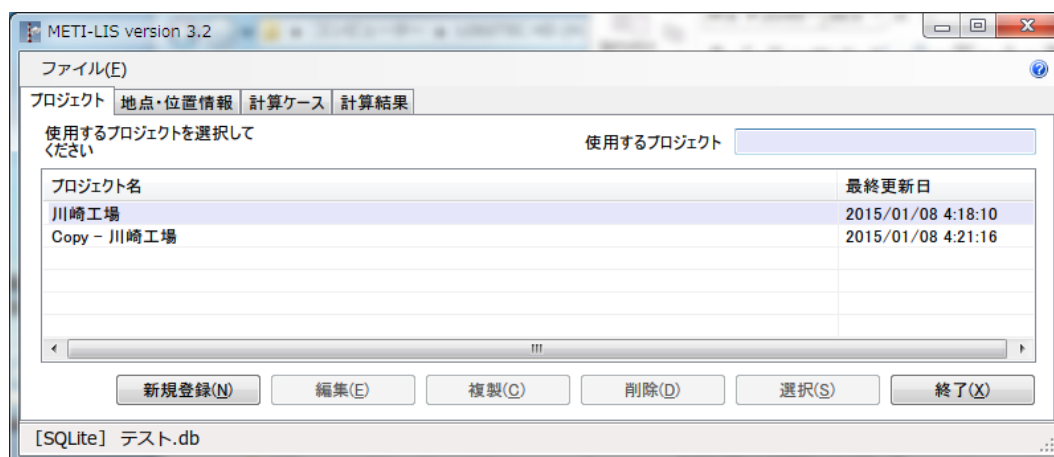 METI-LIS version 3.2
ファイル(F)
プロジェクト 地点・位置情報 計算ケース 計算結果
使用するプロジェクトを選択して
ください
使用するプロジェクト
プロジェクト名 最終更新日
川崎工場 2015/01/08 4:18:10
Copy - 川崎工場 2015/01/08 4:21:16
新規登録(N) 編集(E) 複製(C) 削除(D) 選択(S) 終了(X)
[SQLite] テスト.db